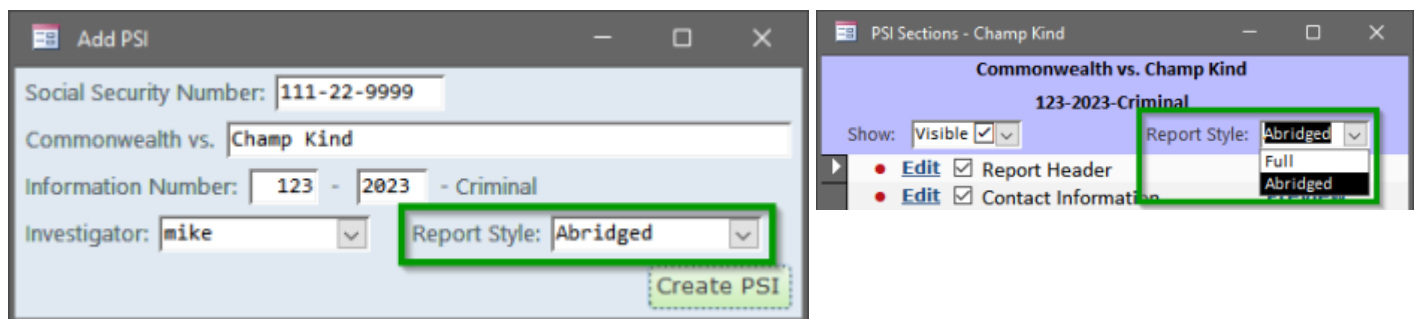 Add PSI
Social Security Number: 111-22-9999
Commonwealth vs. Champ Kind
Information Number: 123 - 2023 - Criminal
Investigator: mike Report Style: Abridged
Create PSI
PSI Sections - Champ Kind
Commonwealth vs. Champ Kind
123-2023-Criminal
Show: Visible Report Style: Abridged
Full
Abridged
Edit Report Header
Edit Contact Information